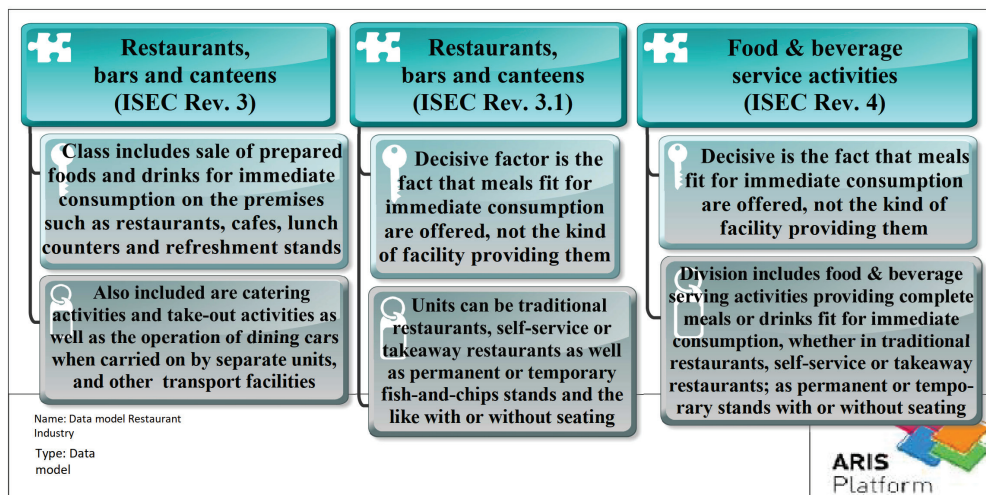 Restaurants,
bars and canteens
(ISEC Rev. 3)
Class includes sale of prepared
foods and drinks for immediate
consumption on the premises
such as restaurants, cafes, lunch
counters and refreshment stands
Also included are catering
activities and take-out activities as
well as the operation of dining cars
when carried on by separate units,
and other transport facilities
Restaurants,
bars and canteens
(ISEC Rev. 3.1)
Decisive factor is the
fact that meals fit for
immediate consumption
are offered, not the kind
of facility providing them
Units can be traditional
restaurants, self-service or
takeaway restaurants as well
as permanent or temporary
fish-and-chips stands and the
like with or without seating
Food & beverage
service activities
(ISEC Rev. 4)
Decisive is the fact that meals
fit for immediate consumption
are offered, not the kind of
facility providing them
Division includes food & beverage
serving activities providing complete
meals or drinks fit for immediate
consumption, whether in traditional
restaurants, self-service or takeaway
restaurants; as permanent or tempo-
rary stands with or without seating
Name: Data model Restaurant
Industry
Type: Data
model
ARIS
Platform